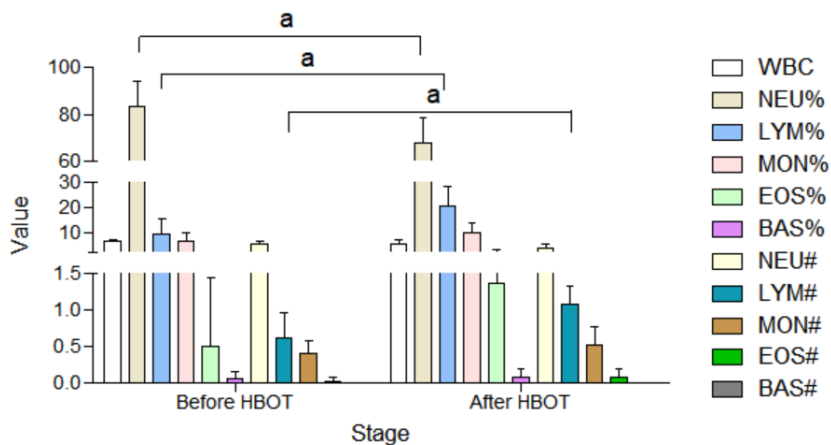 a
a
a
100
80
60
30
20
10
1.5
1.0
0.5
0.0
Value
Before HBOT
After HBOT
Stage
WBC
NEU%
LYM%
MON%
EOS%
BAS%
NEU#
LYM#
MON#
EOS#
BAS#